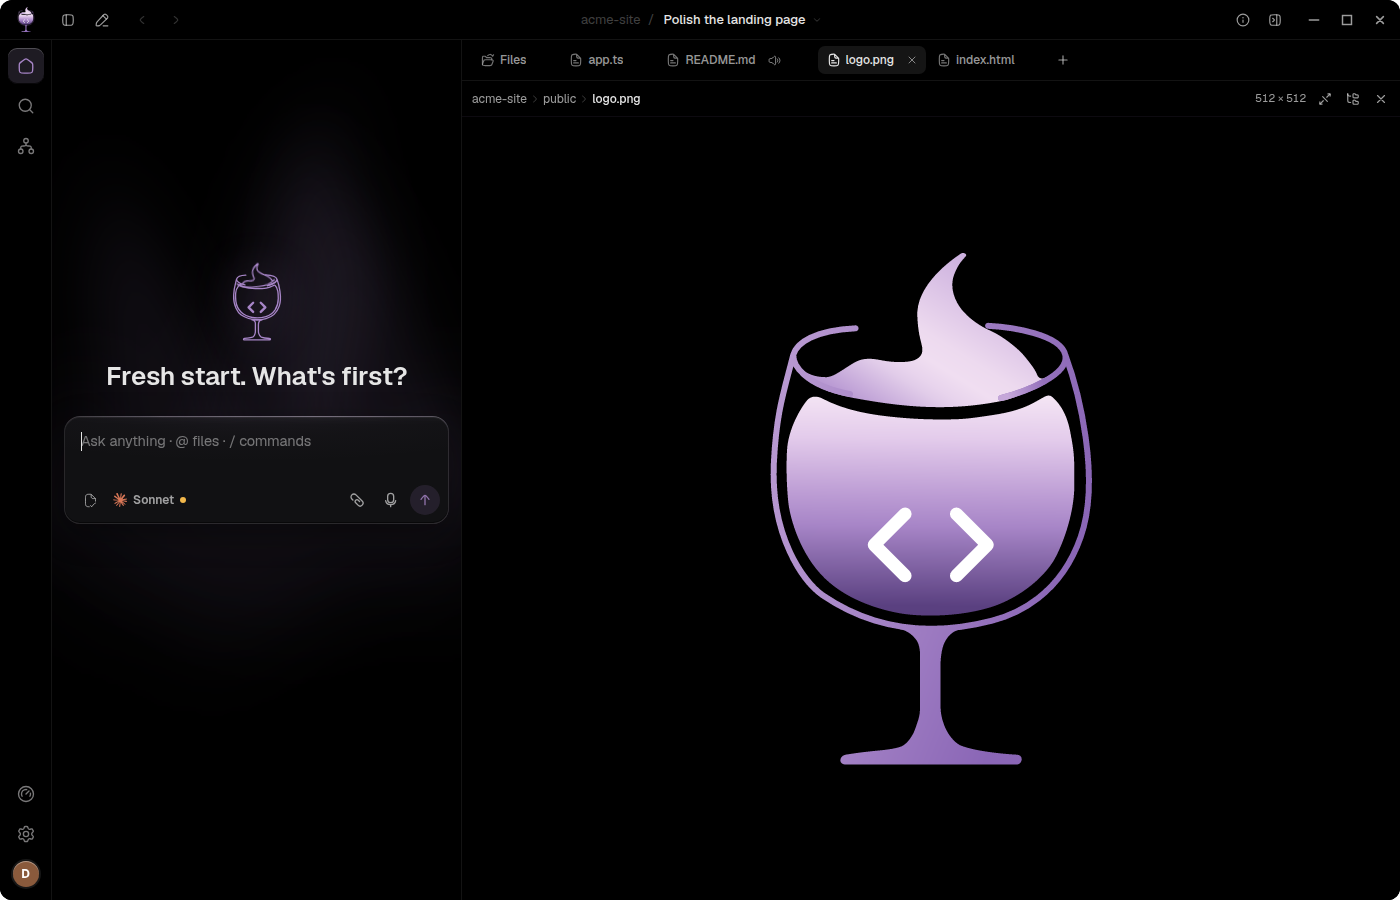 acme-site / Polish the landing page
Files
app.ts
README.md
logo.png
index.html
acme-site › public › logo.png
512 × 512
Fresh start. What's first?
Ask anything · @ files · / commands
Sonnet
D